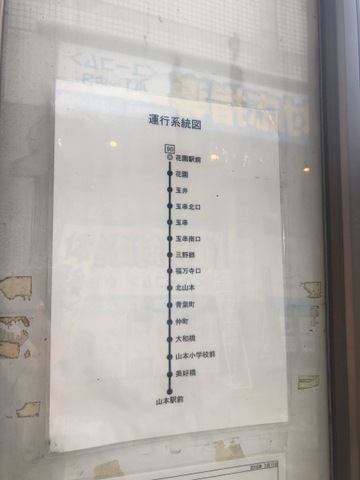 運行系統図
90
花園駅前
花園
玉井
玉串北口
玉串
玉串南口
三野郷
福万寺口
北山本
青葉町
仲町
大和橋
山本小学校前
美好橋
山本駅前